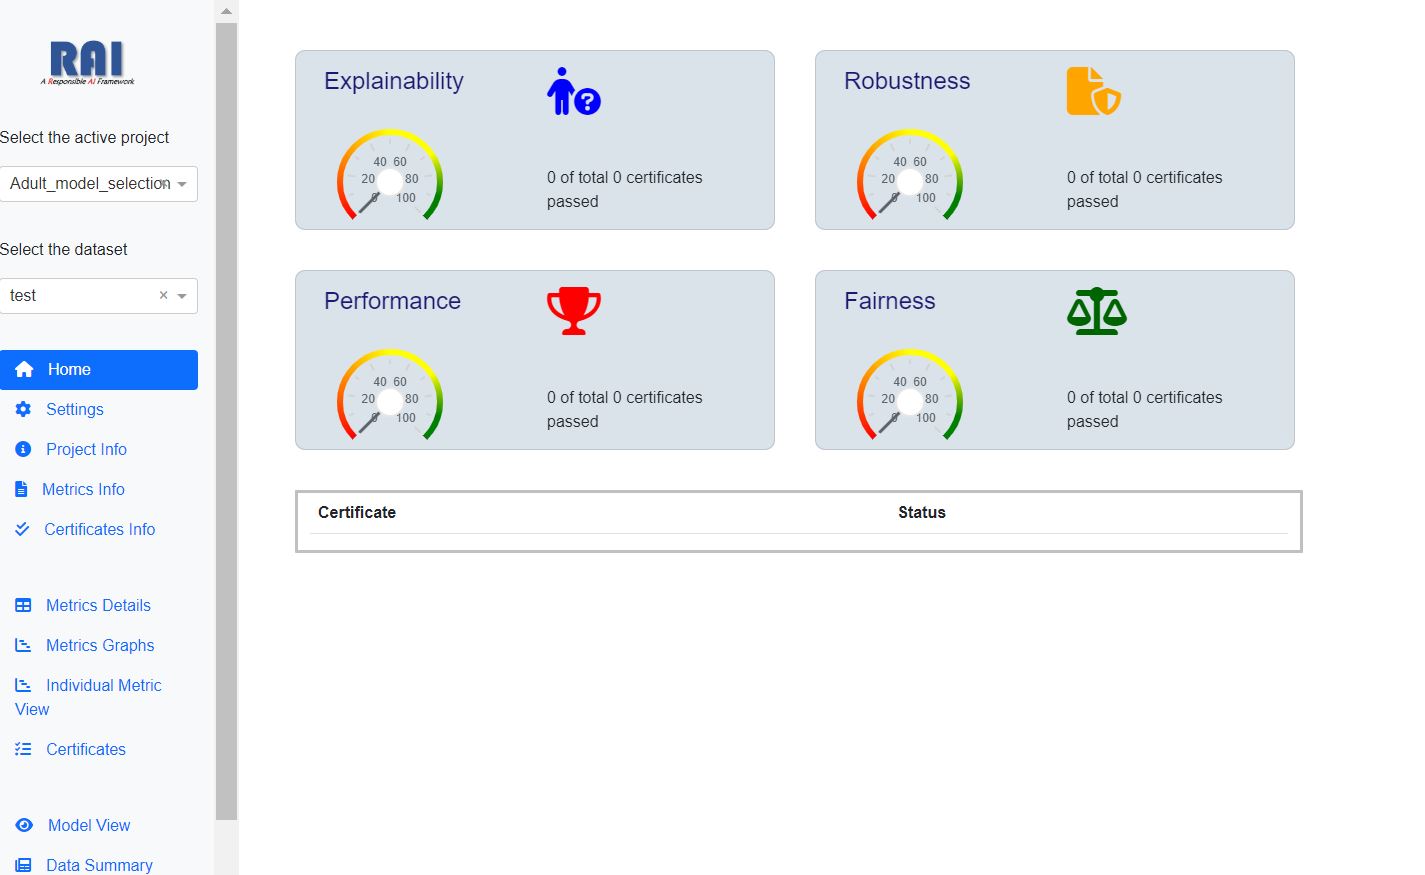 RAI
A Responsible AI Framework
Select the active project
Adult_model_selection
Select the dataset
test ×
Home
Settings
Project Info
Metrics Info
Certificates Info
Metrics Details
Metrics Graphs
Individual Metric
View
Certificates
Model View
Data Summary
Explainability
?
0 20 40 60 80 100
0 of total 0 certificates
passed
Robustness
0 20 40 60 80 100
0 of total 0 certificates
passed
Performance
0 20 40 60 80 100
0 of total 0 certificates
passed
Fairness
0 20 40 60 80 100
0 of total 0 certificates
passed
Certificate Status